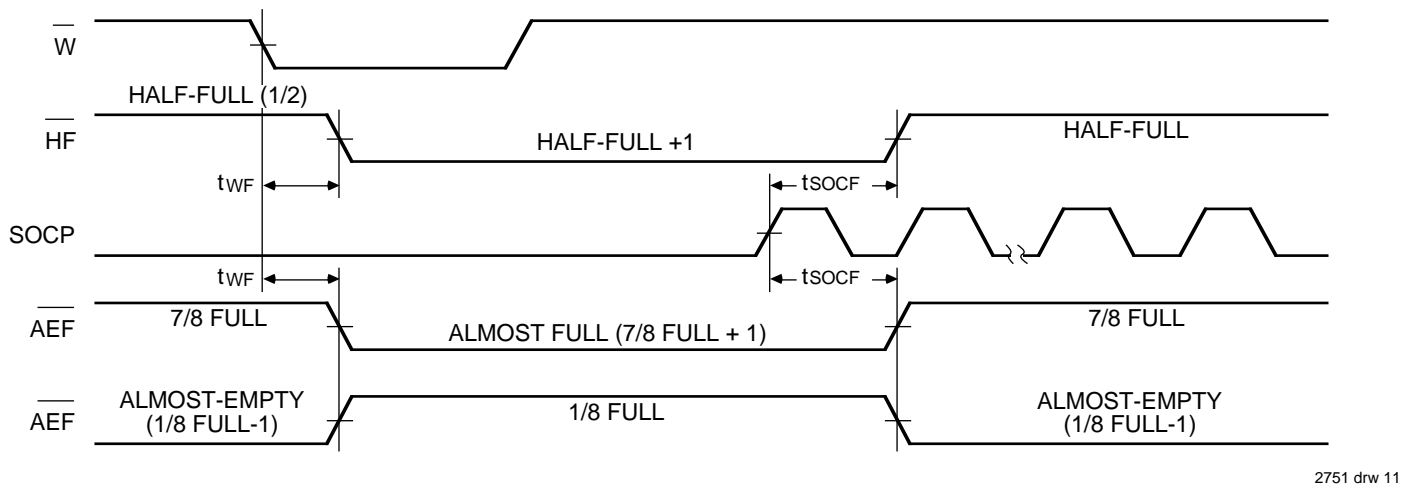 W
HALF-FULL (1/2)
HF
HALF-FULL +1
HALF-FULL
tWF
tSOCF
SOCP
tWF
tSOCF
AEF
7/8 FULL
ALMOST FULL (7/8 FULL + 1)
7/8 FULL
AEF
ALMOST-EMPTY
(1/8 FULL-1)
1/8 FULL
ALMOST-EMPTY
(1/8 FULL-1)
2751 drw 11